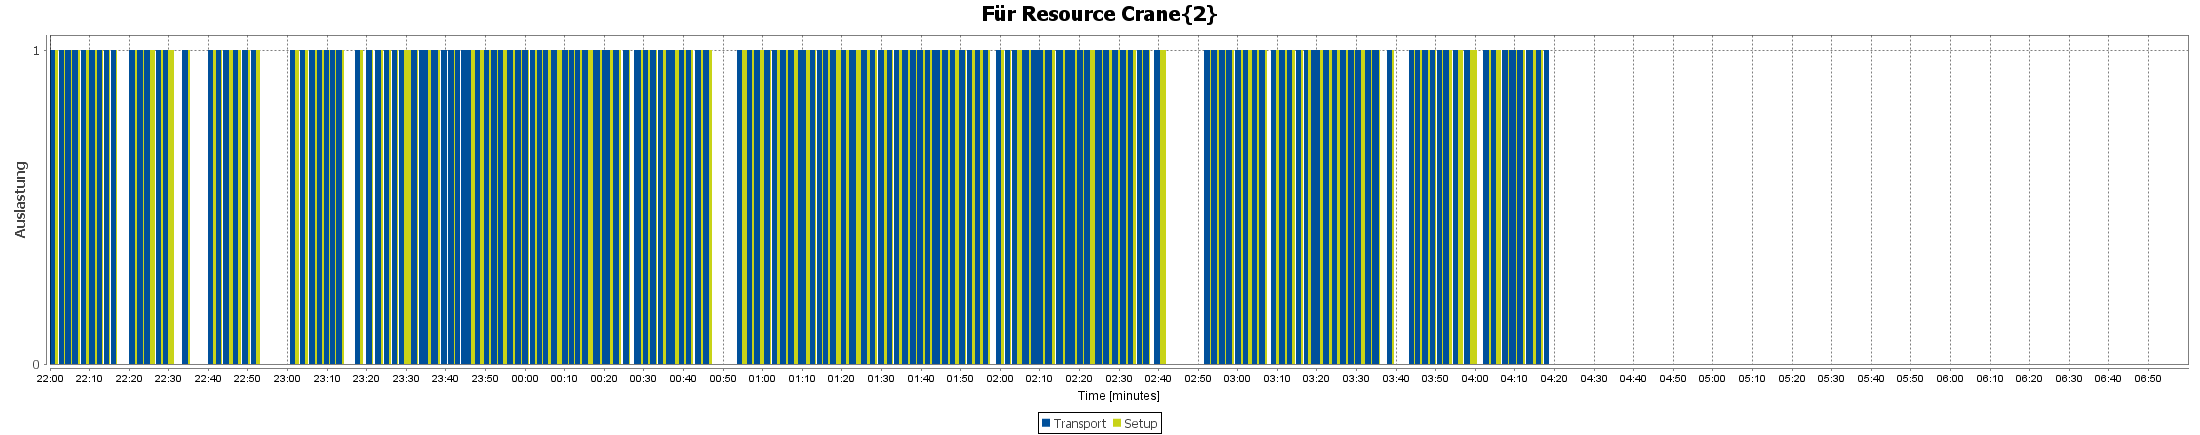 Für Resource Crane{2}
Auslastung
1
0
22:00 22:10 22:20 22:30 22:40 22:50 23:00 23:10 23:20 23:30 23:40 23:50 00:00 00:10 00:20 00:30 00:40 00:50 01:00 01:10 01:20 01:30 01:40 01:50 02:00 02:10 02:20 02:30 02:40 02:50 03:00 03:10 03:20 03:30 03:40 03:50 04:00 04:10 04:20 04:30 04:40 04:50 05:00 05:10 05:20 05:30 05:40 05:50 06:00 06:10 06:20 06:30 06:40 06:50
Time [minutes]
Transport Setup